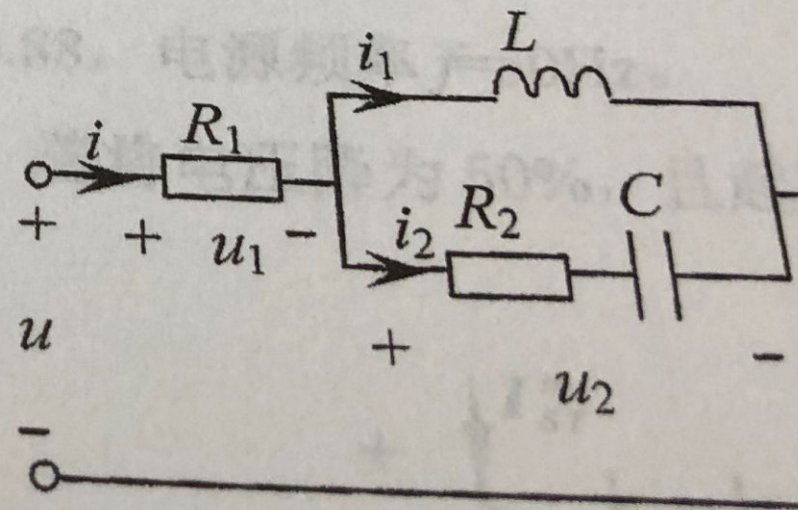 L
i₁
R₁
i
+ + u₁ -
i₂ R₂ C
u + -
u₂
-